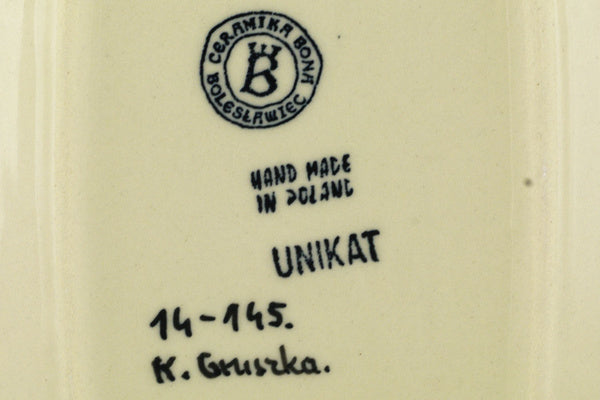 CERAMIKA BONA
BOLESŁAWIEC
B
HAND MADE
IN POLAND
UNIKAT
14-145.
K. Gruszka.